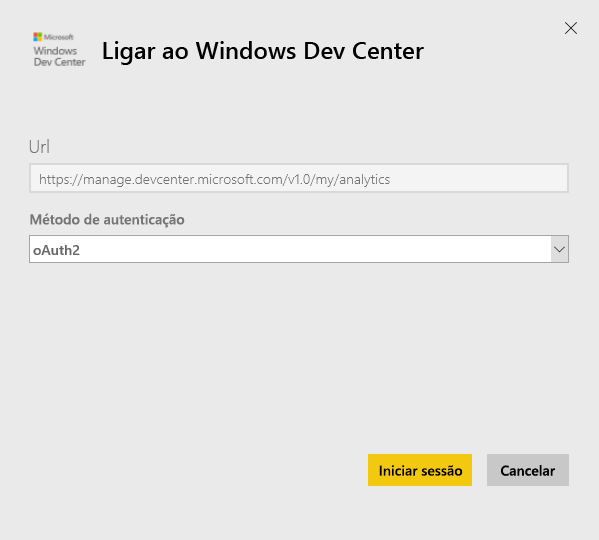 Microsoft
Windows
Dev Center
Ligar ao Windows Dev Center
Url
https://manage.devcenter.microsoft.com/v1.0/my/analytics
Método de autenticação
oAuth2
Iniciar sessão
Cancelar